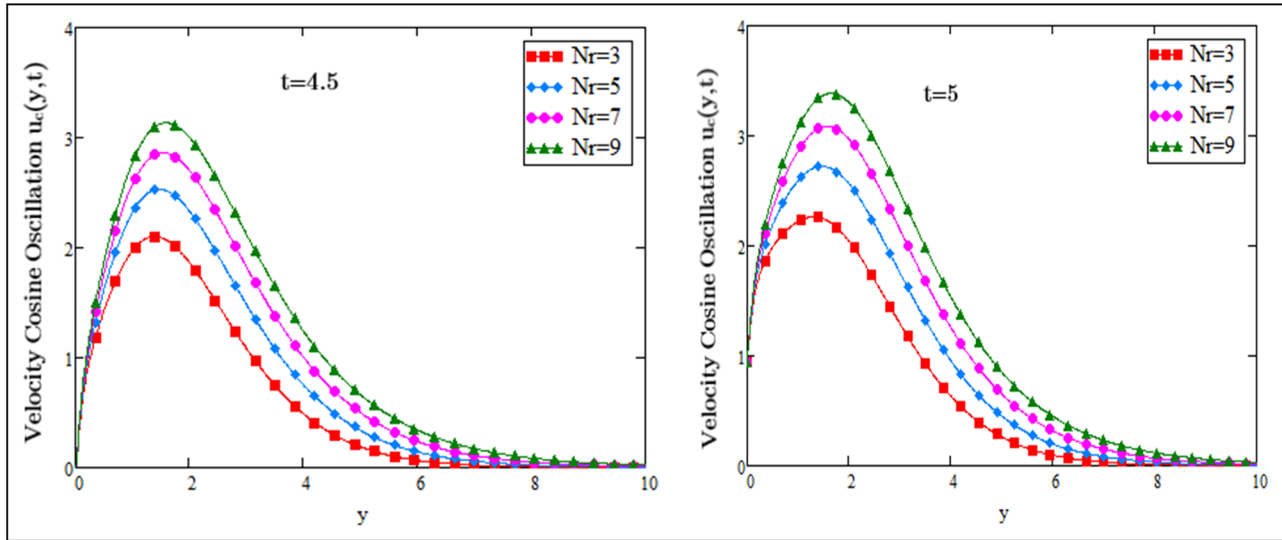 Velocity Cosine Oscillation u_c(y,t)
4
3
2
1
0
t=4.5
Nr=3
Nr=5
Nr=7
Nr=9
0
2
4
6
8
10
y
Velocity Cosine Oscillation u_c(y,t)
4
3
2
1
0
t=5
Nr=3
Nr=5
Nr=7
Nr=9
0
2
4
6
8
10
y